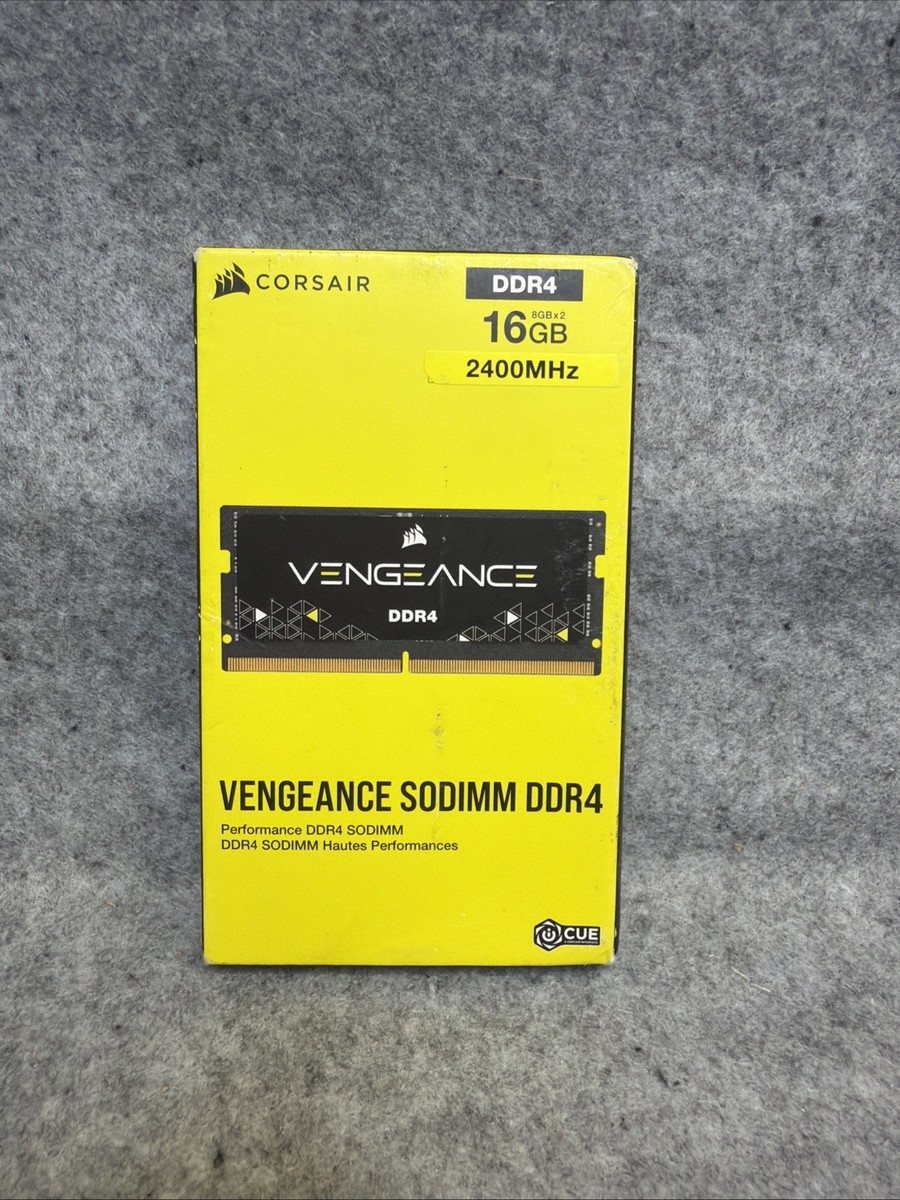 CORSAIR
DDR4
8GBx2
16GB
2400MHz
VENGEANCE
DDR4
VENGEANCE SODIMM DDR4
Performance DDR4 SODIMM
DDR4 SODIMM Hautes Performances
iCUE